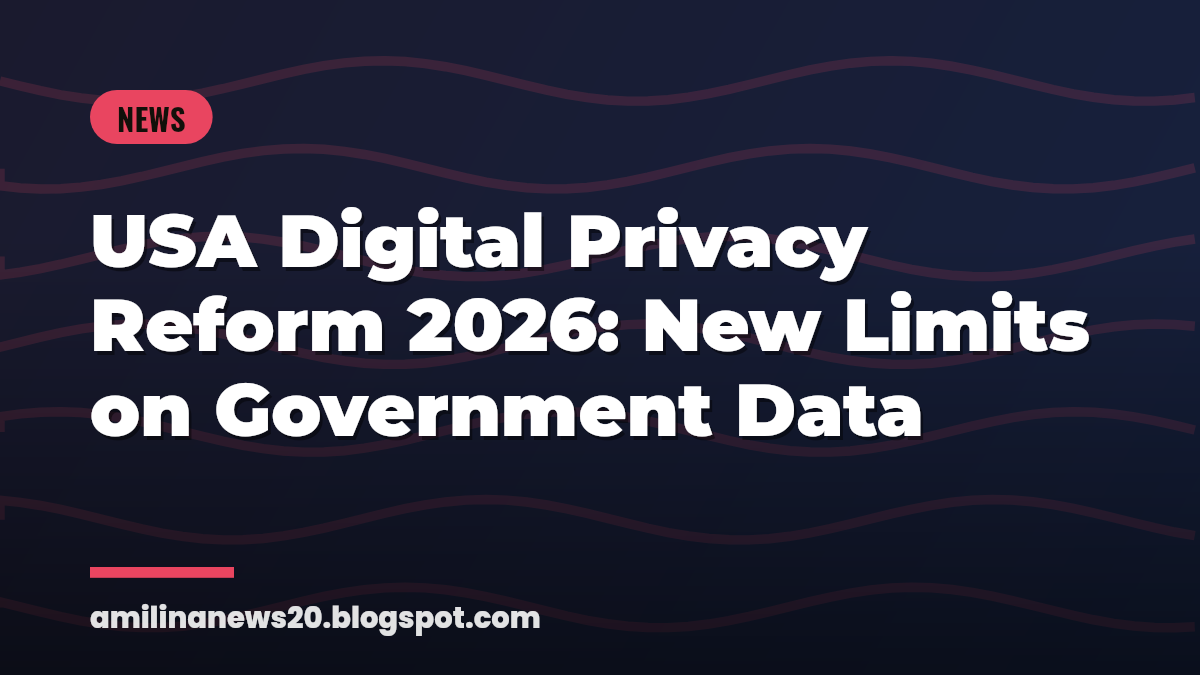 NEWS
USA Digital Privacy
Reform 2026: New Limits
on Government Data
amilinanews20.blogspot.com